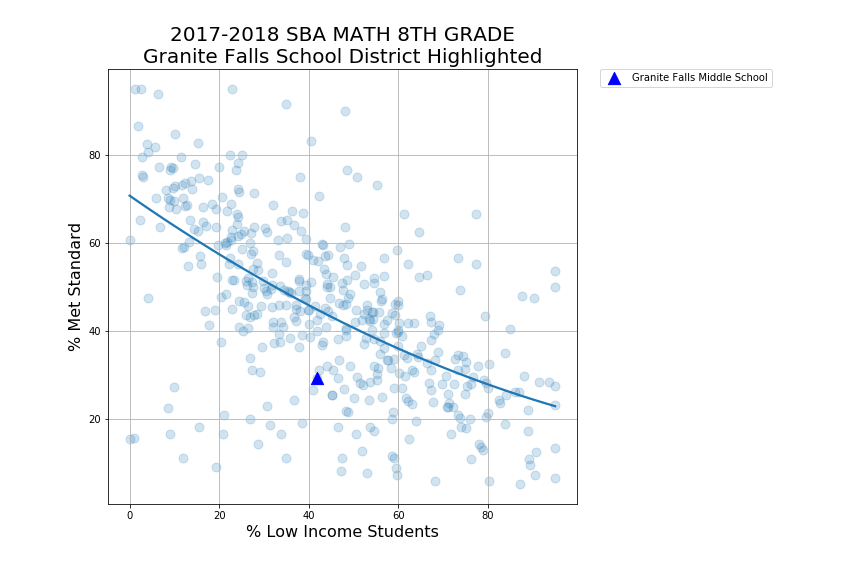 2017-2018 SBA MATH 8TH GRADE
Granite Falls School District Highlighted
Granite Falls Middle School
% Met Standard
80
60
40
20
0 20 40 60 80
% Low Income Students